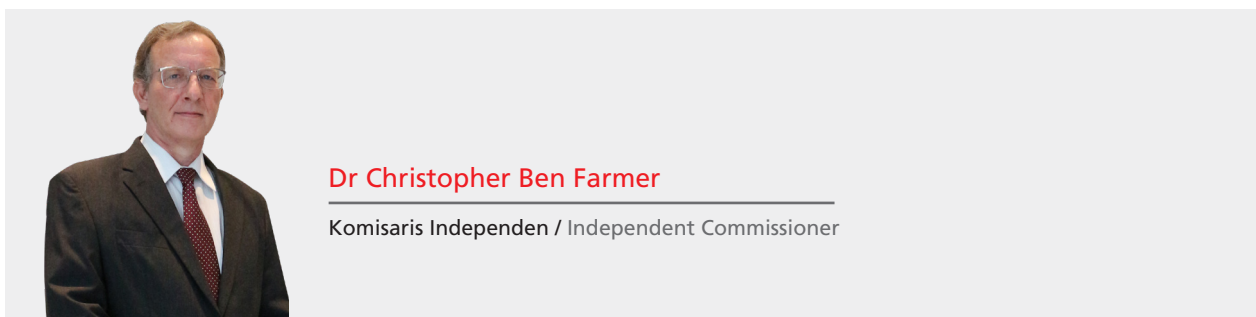 Dr Christopher Ben Farmer
Komisaris Independen / Independent Commissioner